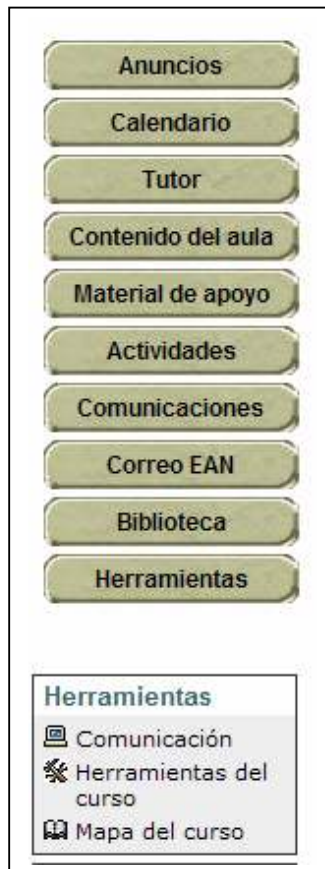 Anuncios
Calendario
Tutor
Contenido del aula
Material de apoyo
Actividades
Comunicaciones
Correo EAN
Biblioteca
Herramientas
Herramientas
Comunicación
Herramientas del
curso
Mapa del curso